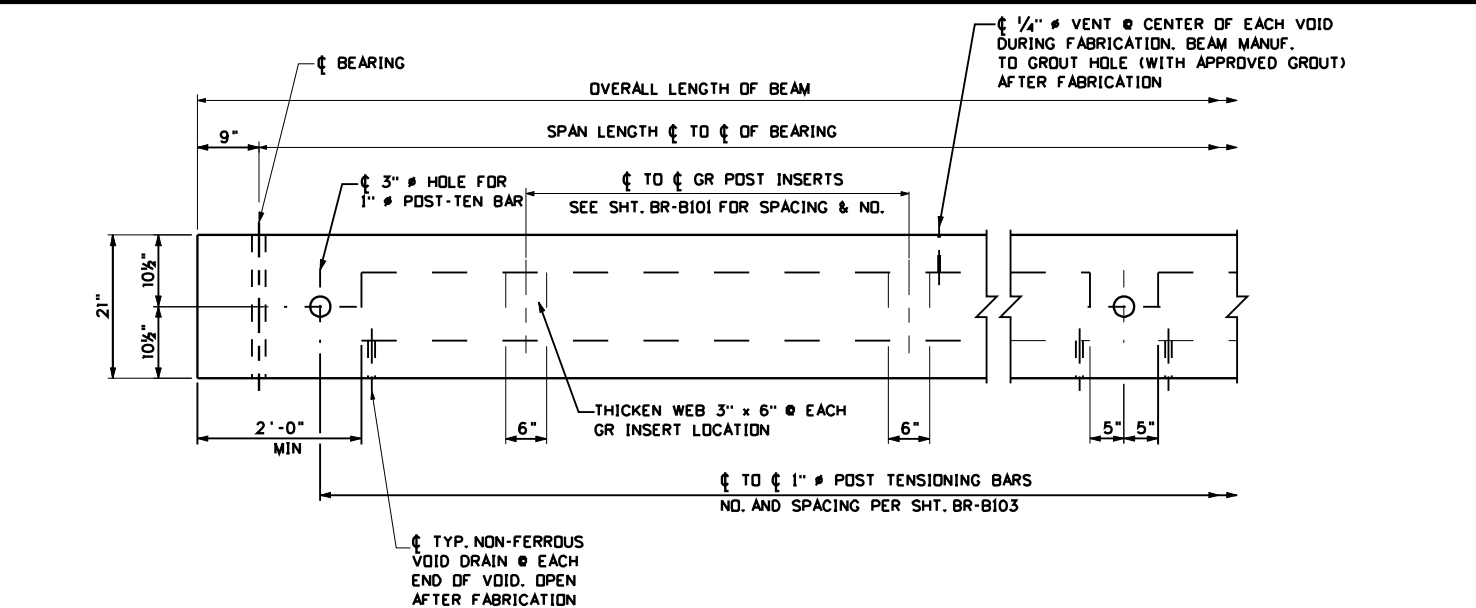 ℄ 1/4" ø VENT @ CENTER OF EACH VOID
DURING FABRICATION. BEAM MANUF.
TO GROUT HOLE (WITH APPROVED GROUT)
AFTER FABRICATION
℄ BEARING
OVERALL LENGTH OF BEAM
SPAN LENGTH ℄ TO ℄ OF BEARING
9"
℄ 3" ø HOLE FOR
1" ø POST-TEN BAR
℄ TO ℄ GR POST INSERTS
SEE SHT. BR-B101 FOR SPACING & NO.
21"
10½"
10½"
THICKEN WEB 3" x 6" @ EACH
GR INSERT LOCATION
2'-0"
MIN
6"
6"
5"
5"
℄ TO ℄ 1" ø POST TENSIONING BARS
NO. AND SPACING PER SHT. BR-B103
℄ TYP. NON-FERROUS
VOID DRAIN @ EACH
END OF VOID. OPEN
AFTER FABRICATION